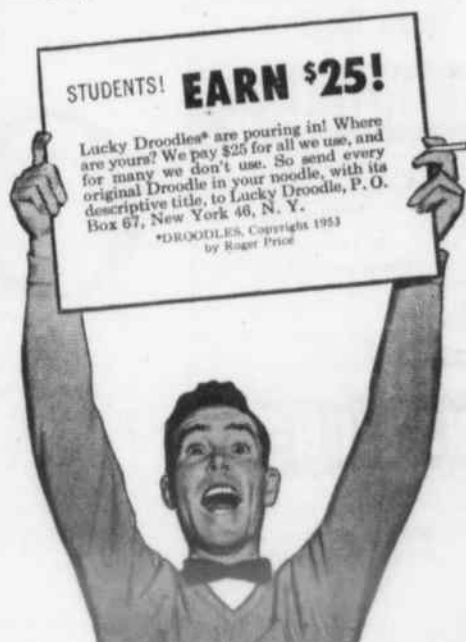 STUDENTS! EARN $25!
Lucky Droodles* are pouring in! Where
are yours? We pay $25 for all we use, and
for many we don't use. So send every
original Droodle in your noodle, with its
descriptive title, to Lucky Droodle, P. O.
Box 67, New York 46, N. Y.
*DROODLES, Copyright 1953
by Roger Price